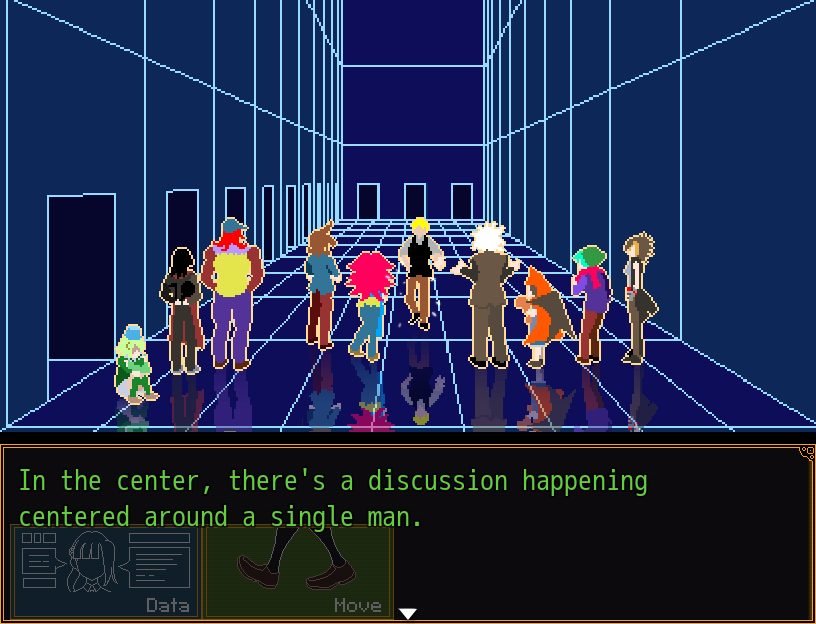 In the center, there's a discussion happening
centered around a single man.
Data
Move